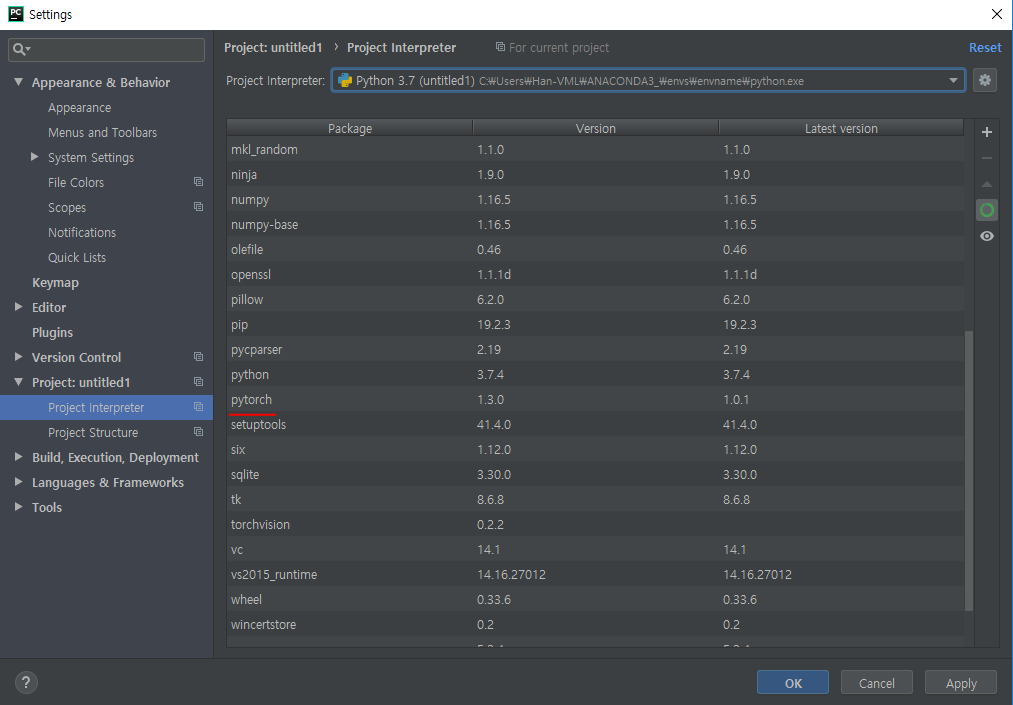 PC Settings
Project: untitled1 › Project Interpreter For current project Reset
Project Interpreter: Python 3.7 (untitled1) C:₩Users₩Han-VML₩ANACONDA3_₩envs₩envname₩python.exe
Appearance & Behavior
Appearance
Menus and Toolbars
System Settings
File Colors
Scopes
Notifications
Quick Lists
Keymap
Editor
Plugins
Version Control
Project: untitled1
Project Interpreter
Project Structure
Build, Execution, Deployment
Languages & Frameworks
Tools
Package Version Latest version
mkl_random 1.1.0 1.1.0
ninja 1.9.0 1.9.0
numpy 1.16.5 1.16.5
numpy-base 1.16.5 1.16.5
olefile 0.46 0.46
openssl 1.1.1d 1.1.1d
pillow 6.2.0 6.2.0
pip 19.2.3 19.2.3
pycparser 2.19 2.19
python 3.7.4 3.7.4
pytorch 1.3.0 1.0.1
setuptools 41.4.0 41.4.0
six 1.12.0 1.12.0
sqlite 3.30.0 3.30.0
tk 8.6.8 8.6.8
torchvision 0.2.2
vc 14.1 14.1
vs2015_runtime 14.16.27012 14.16.27012
wheel 0.33.6 0.33.6
wincertstore 0.2 0.2
? OK Cancel Apply